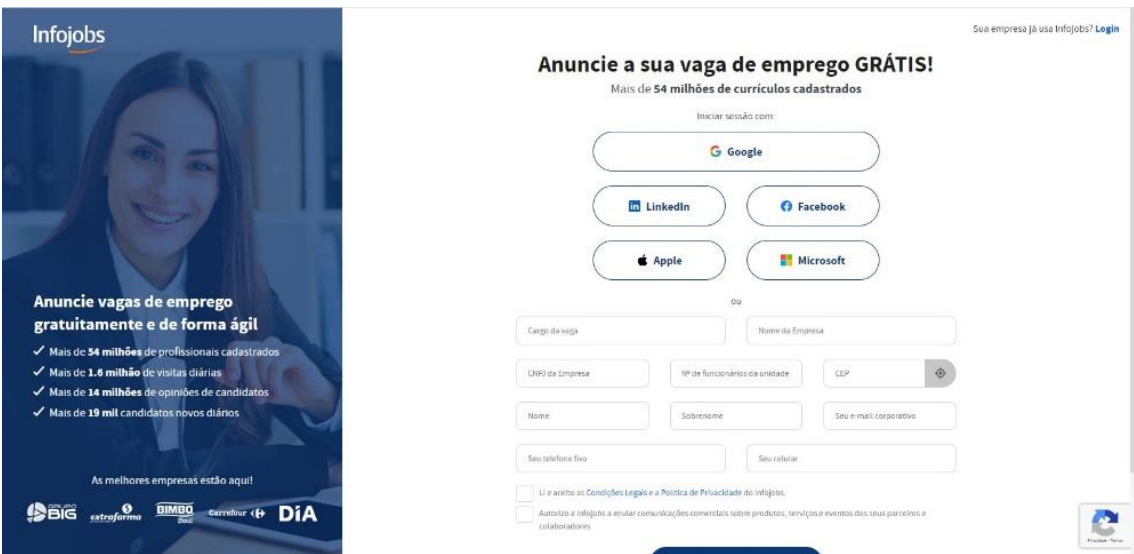 Infojobs
Anuncie vagas de emprego
gratuitamente e de forma ágil
Mais de 54 milhões de profissionais cadastrados
Mais de 1.6 milhão de visitas diárias
Mais de 14 milhões de opiniões de candidatos
Mais de 19 mil candidatos novos diários
As melhores empresas estão aqui!
GRUPO BIG
extrafarma
BIMBO
Brasil
Carrefour
DiA
Sua empresa já usa Infojobs? Login
Anuncie a sua vaga de emprego GRÁTIS!
Mais de 54 milhões de currículos cadastrados
Iniciar sessão com
Google
LinkedIn Facebook
Apple Microsoft
ou
Cargo da vaga Nome da Empresa
CNPJ da Empresa Nº de funcionários da unidade CEP
Nome Sobrenome Seu e-mail corporativo
Seu telefone fixo Seu celular
Li e aceito as Condições Legais e a Política de Privacidade do Infojobs.
Autorizo a Infojobs a enviar comunicações comerciais sobre produtos, serviços e eventos dos seus parceiros e
colaboradores
Privacidade - Termos